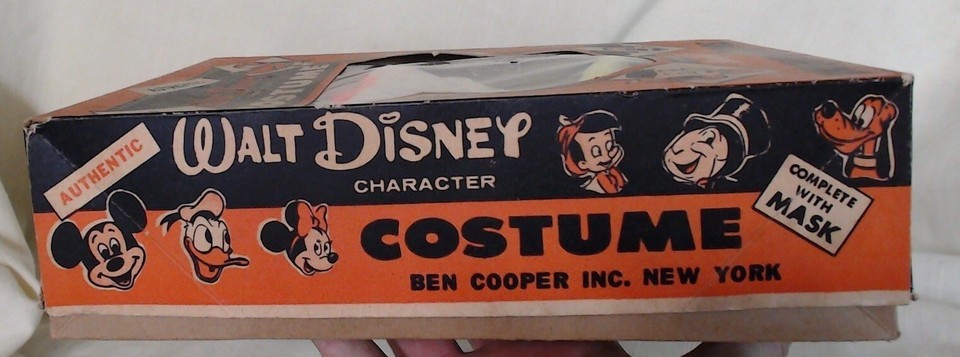 AUTHENTIC
WALT DISNEY
CHARACTER
COSTUME
BEN COOPER INC. NEW YORK
COMPLETE
WITH
MASK